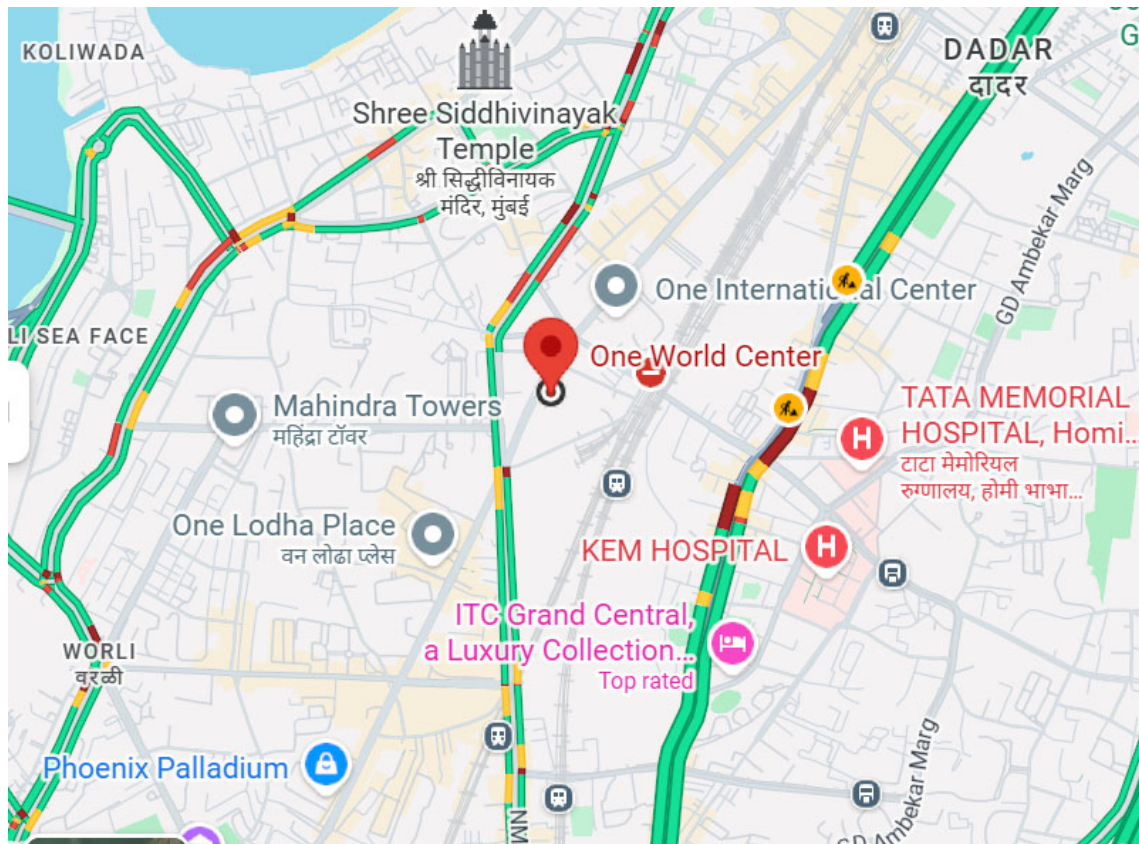 KOLIWADA
DADAR
दादर
Shree Siddhivinayak
Temple
श्री सिद्धीविनायक
मंदिर, मुंबई
GD Ambekar Marg
One International Center
LI SEA FACE
One World Center
Mahindra Towers
महिंद्रा टॉवर
TATA MEMORIAL
HOSPITAL, Homi...
टाटा मेमोरियल
रुग्णालय, होमी भाभा...
H
One Lodha Place
वन लोढा प्लेस
KEM HOSPITAL
H
ITC Grand Central,
a Luxury Collection...
Top rated
WORLI
वरळी
Phoenix Palladium
NM
GD Ambekar Marg